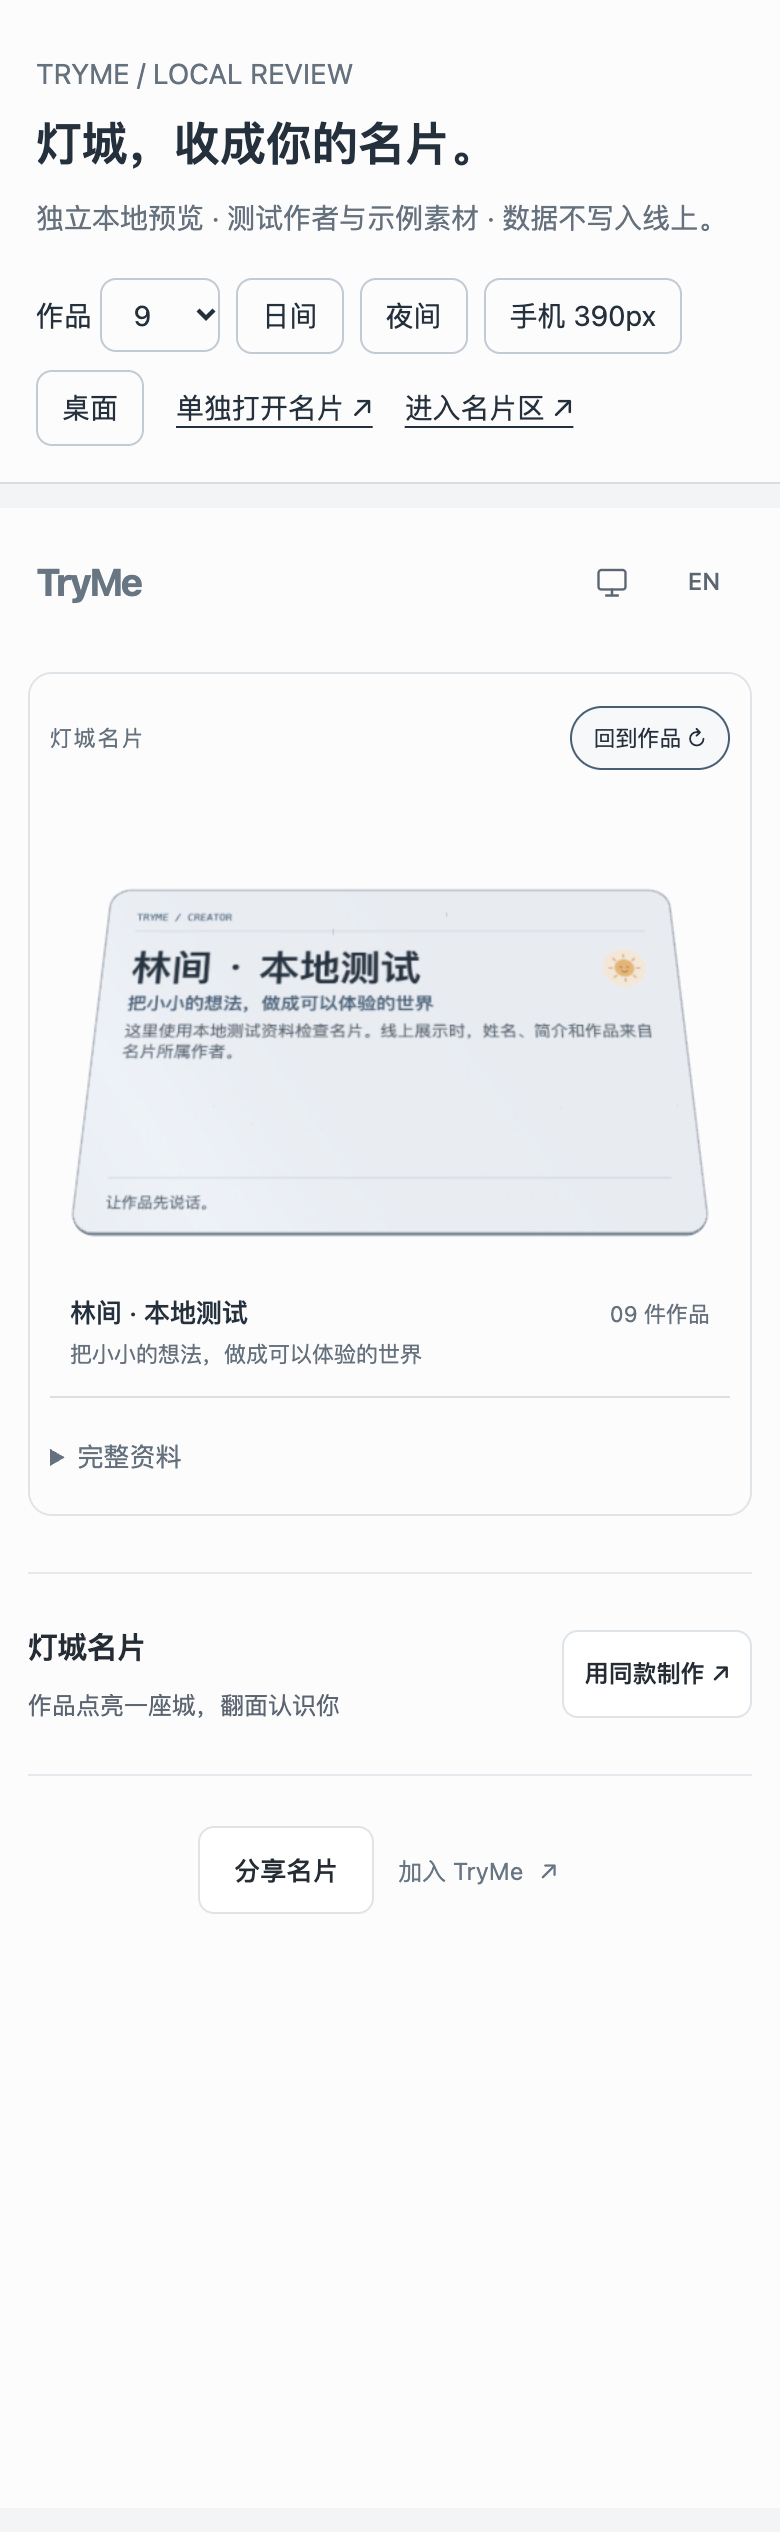 TRYME / LOCAL REVIEW
灯城，收成你的名片。
独立本地预览 · 测试作者与示例素材 · 数据不写入线上。
作品 9 日间 夜间 手机 390px
桌面 单独打开名片 ↗ 进入名片区 ↗
TryMe EN
灯城名片 回到作品 ↻
TRYME / CREATOR
林间 · 本地测试
把小小的想法，做成可以体验的世界
这里使用本地测试资料检查名片。线上展示时，姓名、简介和作品来自
名片所属作者。
让作品先说话。
林间 · 本地测试 09 件作品
把小小的想法，做成可以体验的世界
▶ 完整资料
灯城名片
用同款制作 ↗
作品点亮一座城，翻面认识你
分享名片 加入 TryMe ↗